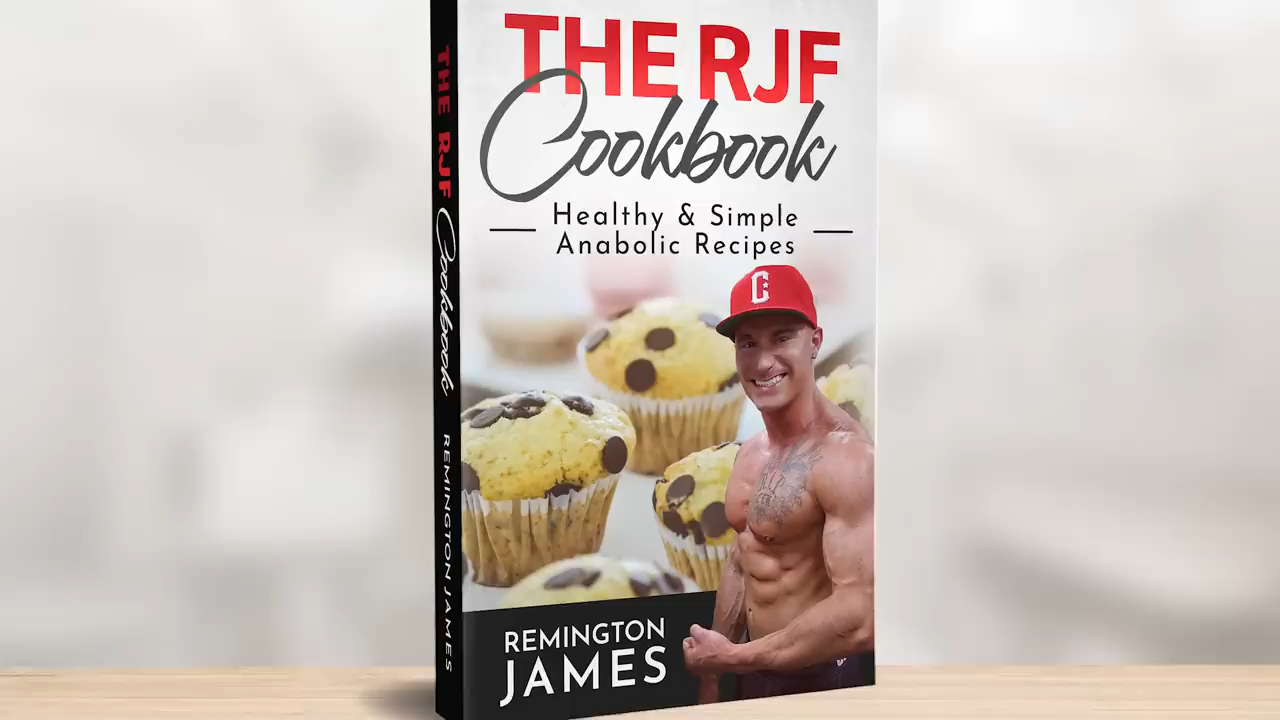 THE RJF
Cookbook
Healthy & Simple
Anabolic Recipes
C
REMINGTON
JAMES
THE RJF Cookbook REMINGTON JAMES